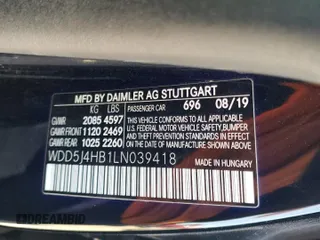 MFD BY DAIMLER AG STUTTGART
KG LBS PASSENGER CAR 696 08/19
GVWR 2085 4597 THIS VEHICLE CONFORMS TO ALL
GAWR FRONT 1120 2469 APPLICABLE U.S. FEDERAL MOTOR VEHICLE
GAWR REAR 1025 2260 SAFETY, BUMPER, AND THEFT PREVENTION STANDARDS IN EFFECT ON THE DATE OF MANUFACTURE SHOWN ABOVE
WDD5J4HB1LN039418 HUNGARY
© DREAMBID